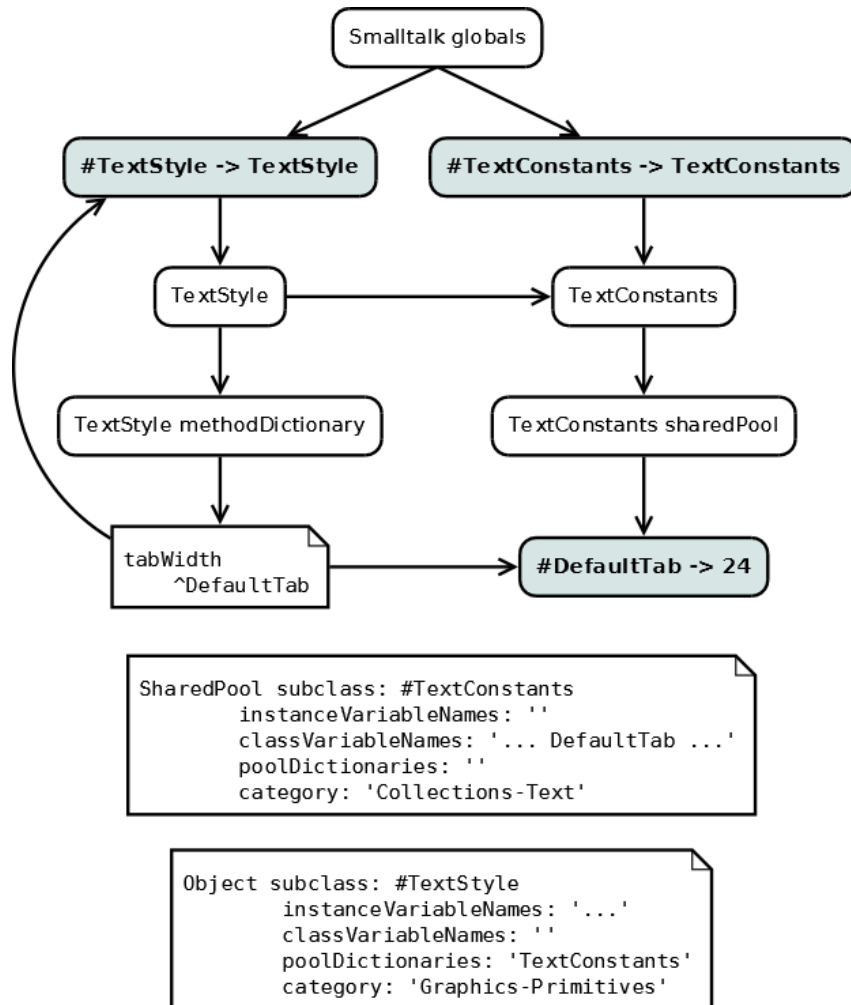 Smalltalk globals
#TextStyle -> TextStyle
#TextConstants -> TextConstants
TextStyle
TextConstants
TextStyle methodDictionary
TextConstants sharedPool
tabWidth
    ^DefaultTab
#DefaultTab -> 24
SharedPool subclass: #TextConstants
        instanceVariableNames: ''
        classVariableNames: '... DefaultTab ...'
        poolDictionaries: ''
        category: 'Collections-Text'
Object subclass: #TextStyle
        instanceVariableNames: '...'
        classVariableNames: ''
        poolDictionaries: 'TextConstants'
        category: 'Graphics-Primitives'